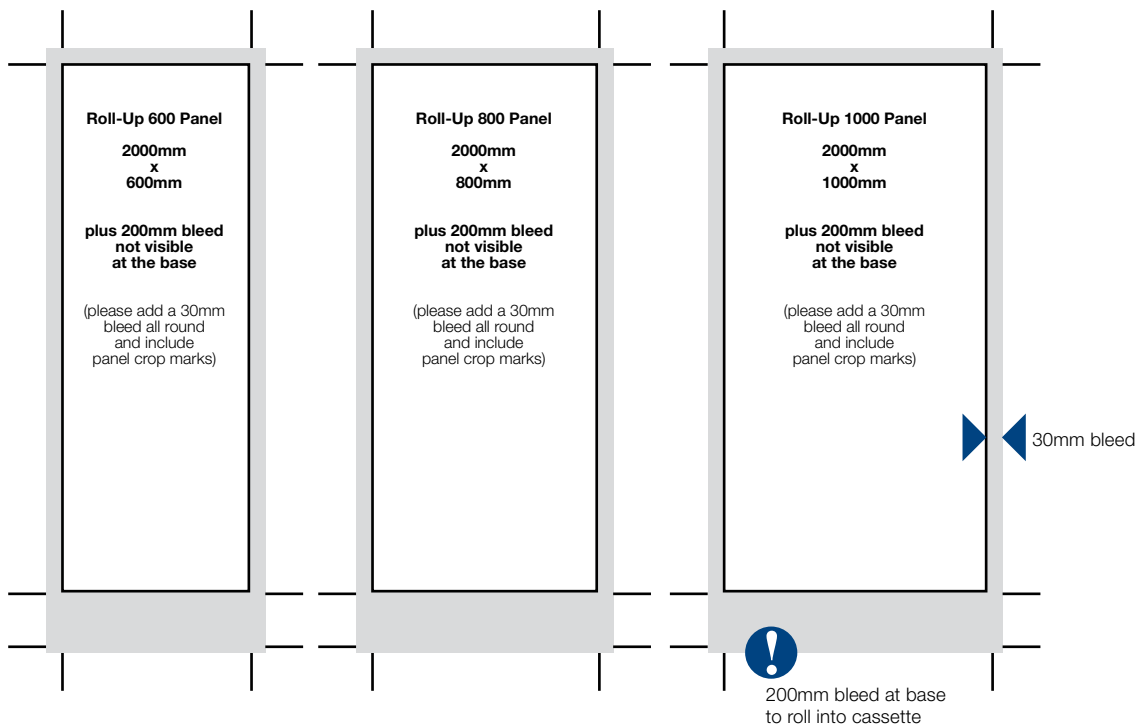 Roll-Up 600 Panel
2000mm
x
600mm
plus 200mm bleed
not visible
at the base
(please add a 30mm
bleed all round
and include
panel crop marks)
Roll-Up 800 Panel
2000mm
x
800mm
plus 200mm bleed
not visible
at the base
(please add a 30mm
bleed all round
and include
panel crop marks)
Roll-Up 1000 Panel
2000mm
x
1000mm
plus 200mm bleed
not visible
at the base
(please add a 30mm
bleed all round
and include
panel crop marks)
30mm bleed
!
200mm bleed at base
to roll into cassette